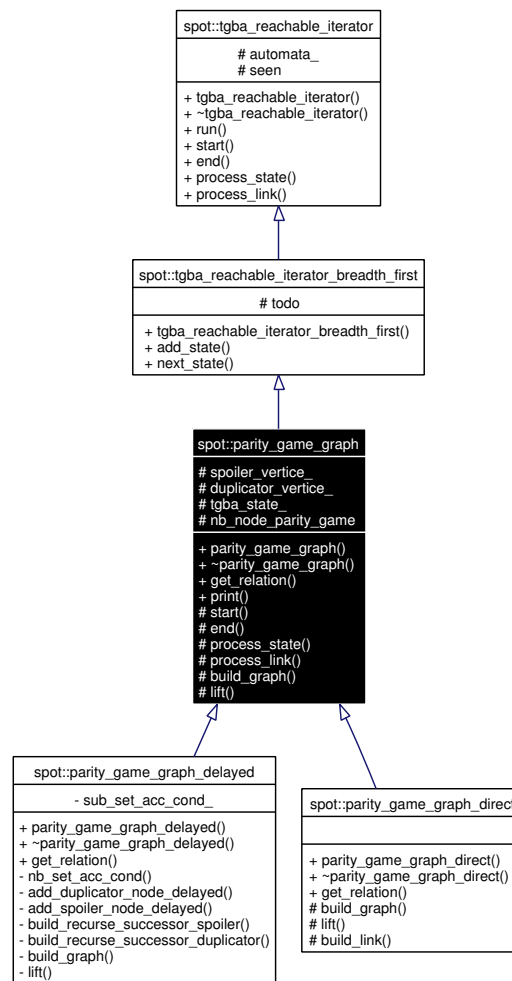 spot::tgba_reachable_iterator
# automata_
# seen
+ tgba_reachable_iterator()
+ ~tgba_reachable_iterator()
+ run()
+ start()
+ end()
+ process_state()
+ process_link()
spot::tgba_reachable_iterator_breadth_first
# todo
+ tgba_reachable_iterator_breadth_first()
+ add_state()
+ next_state()
spot::parity_game_graph
# spoiler_vertice_
# duplicator_vertice_
# tgba_state_
# nb_node_parity_game
+ parity_game_graph()
+ ~parity_game_graph()
+ get_relation()
+ print()
# start()
# end()
# process_state()
# process_link()
# build_graph()
# lift()
spot::parity_game_graph_delayed
- sub_set_acc_cond_
+ parity_game_graph_delayed()
+ ~parity_game_graph_delayed()
+ get_relation()
- nb_set_acc_cond()
- add_duplicator_node_delayed()
- add_spoiler_node_delayed()
- build_recurse_successor_spoiler()
- build_recurse_successor_duplicator()
- build_graph()
- lift()
spot::parity_game_graph_direct
+ parity_game_graph_direct()
+ ~parity_game_graph_direct()
+ get_relation()
# build_graph()
# lift()
# build_link()